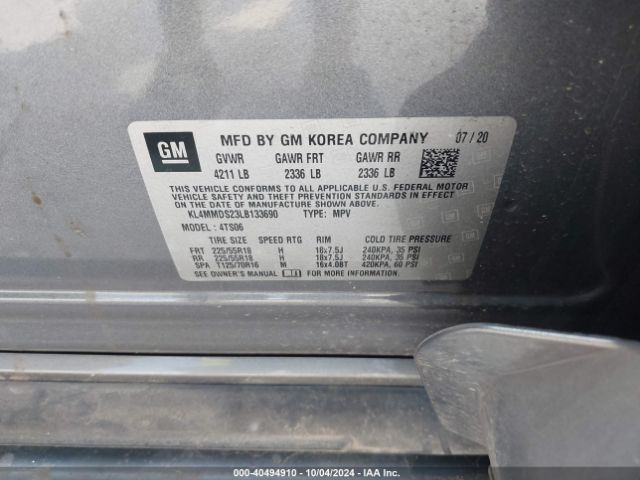 GM MFD BY GM KOREA COMPANY 07 / 20
GVWR GAWR FRT GAWR RR
4211 LB 2336 LB 2336 LB
THIS VEHICLE CONFORMS TO ALL APPLICABLE U.S. FEDERAL MOTOR
VEHICLE SAFETY AND THEFT PREVENTION STANDARDS
IN EFFECT ON THE DATE OF MANUFACTURE SHOWN ABOVE.
KL4MMDS23LB133690 TYPE: MPV
MODEL: 4TS06
TIRE SIZE SPEED RTG RIM COLD TIRE PRESSURE
FRT 225/55R18 H 18x7.5J 240KPA, 35 PSI
RR 225/55R18 H 18x7.5J 240KPA, 35 PSI
SPA T125/70R16 M 16x4.0BT 420KPA, 60 PSI
SEE OWNER'S MANUAL FOR MORE INFORMATION.
000-40494910 - 10/04/2024 - IAA Inc.